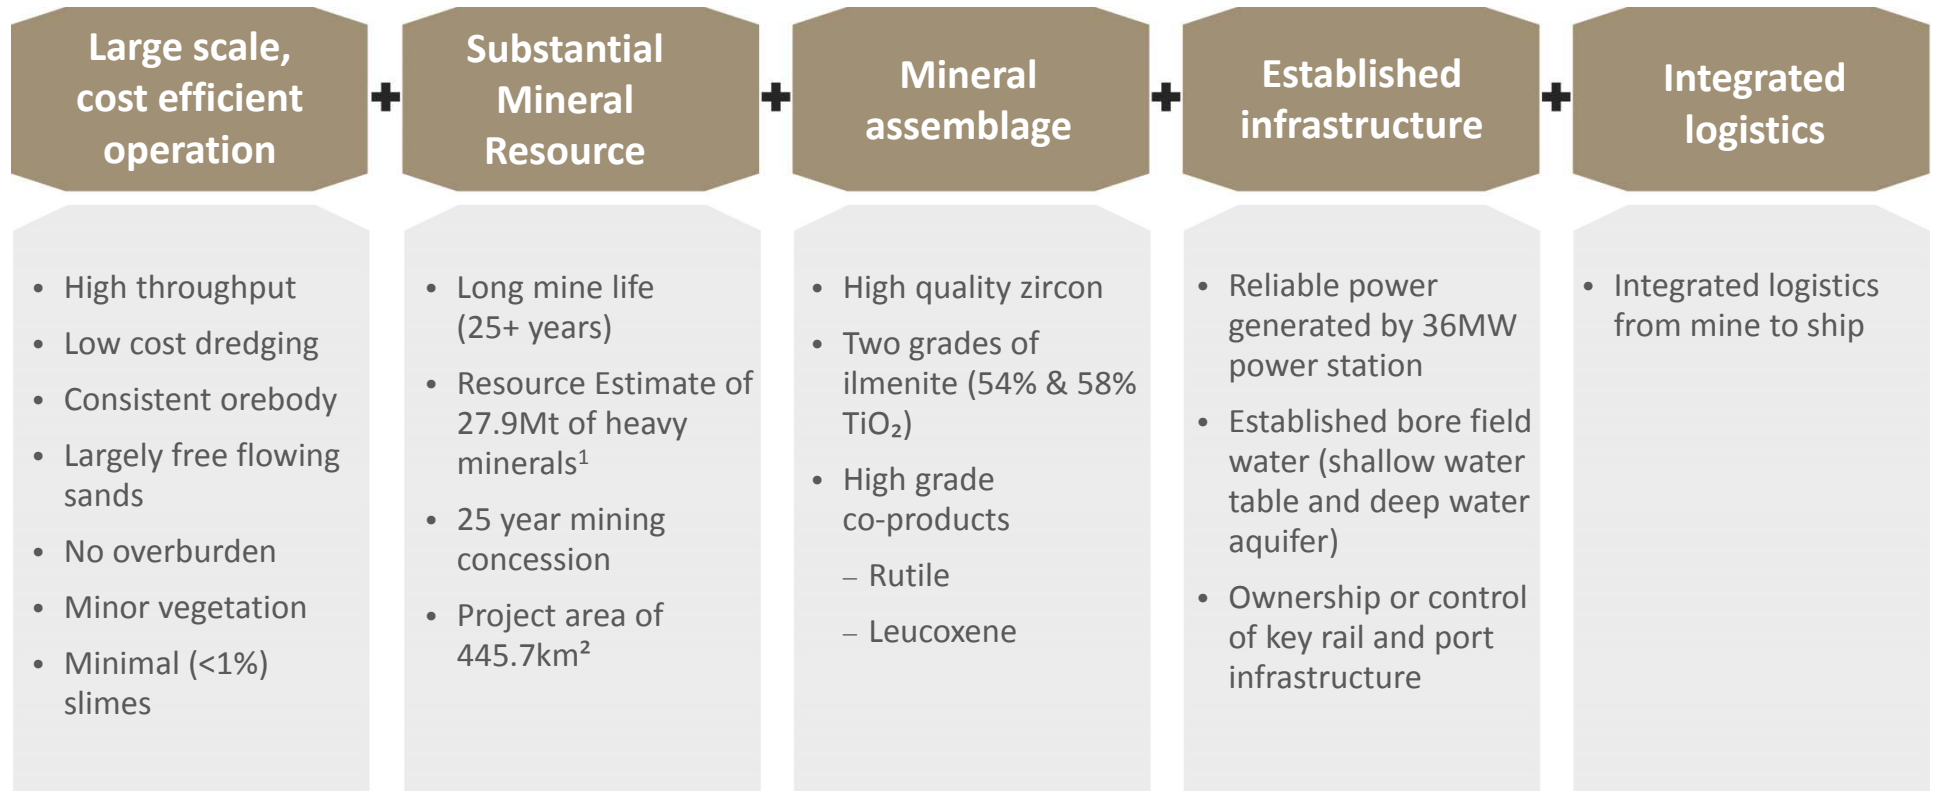 Large scale,
cost efficient
operation
Substantial
Mineral
Resource
Mineral
assemblage
Established
infrastructure
Integrated
logistics
• High throughput
• Low cost dredging
• Consistent orebody
• Largely free flowing
sands
• No overburden
• Minor vegetation
• Minimal (<1%)
slimes
• Long mine life
(25+ years)
• Resource Estimate of
27.9Mt of heavy
minerals¹
• 25 year mining
concession
• Project area of
445.7km²
• High quality zircon
• Two grades of
ilmenite (54% & 58%
TiO₂)
• High grade
co-products
– Rutile
– Leucoxene
• Reliable power
generated by 36MW
power station
• Established bore field
water (shallow water
table and deep water
aquifer)
• Ownership or control
of key rail and port
infrastructure
• Integrated logistics
from mine to ship